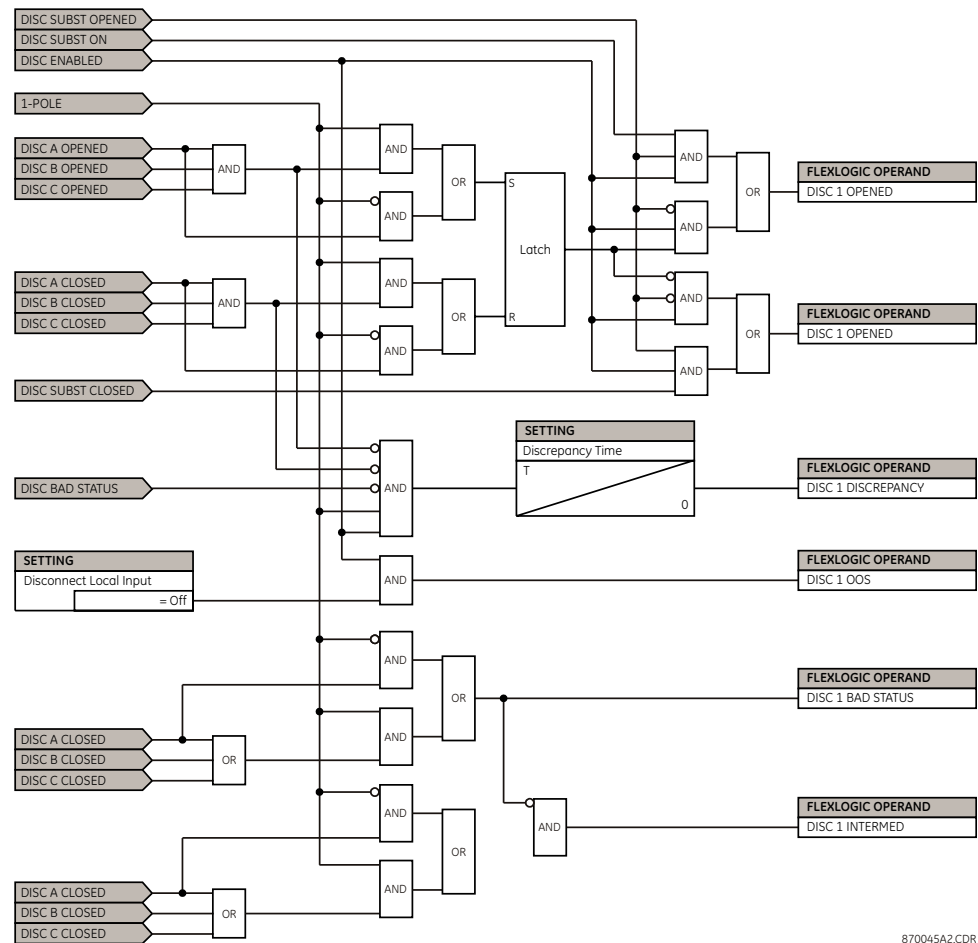 DISC SUBST OPENED
DISC SUBST ON
DISC ENABLED
1-POLE
DISC A OPENED
DISC B OPENED
DISC C OPENED
AND
AND
AND
OR
S
Latch
R
AND
AND
OR
AND
AND
OR
FLEXLOGIC OPERAND
DISC 1 OPENED
DISC A CLOSED
DISC B CLOSED
DISC C CLOSED
AND
AND
AND
OR
FLEXLOGIC OPERAND
DISC 1 OPENED
DISC SUBST CLOSED
DISC BAD STATUS
AND
SETTING
Discrepancy Time
T
0
FLEXLOGIC OPERAND
DISC 1 DISCREPANCY
SETTING
Disconnect Local Input
= Off
AND
FLEXLOGIC OPERAND
DISC 1 OOS
DISC A CLOSED
DISC B CLOSED
DISC C CLOSED
OR
AND
AND
OR
FLEXLOGIC OPERAND
DISC 1 BAD STATUS
DISC A CLOSED
DISC B CLOSED
DISC C CLOSED
OR
AND
AND
OR
AND
FLEXLOGIC OPERAND
DISC 1 INTERMED
870045A2.CDR